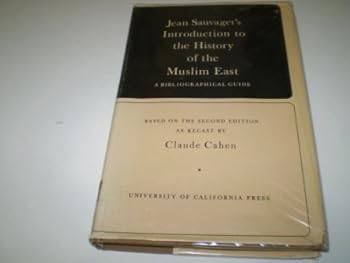 Jean Sauvaget's
Introduction to
the History
of the
Muslim East
A BIBLIOGRAPHICAL GUIDE
BASED ON THE SECOND EDITION
AS RECAST BY
Claude Cahen
UNIVERSITY OF CALIFORNIA PRESS